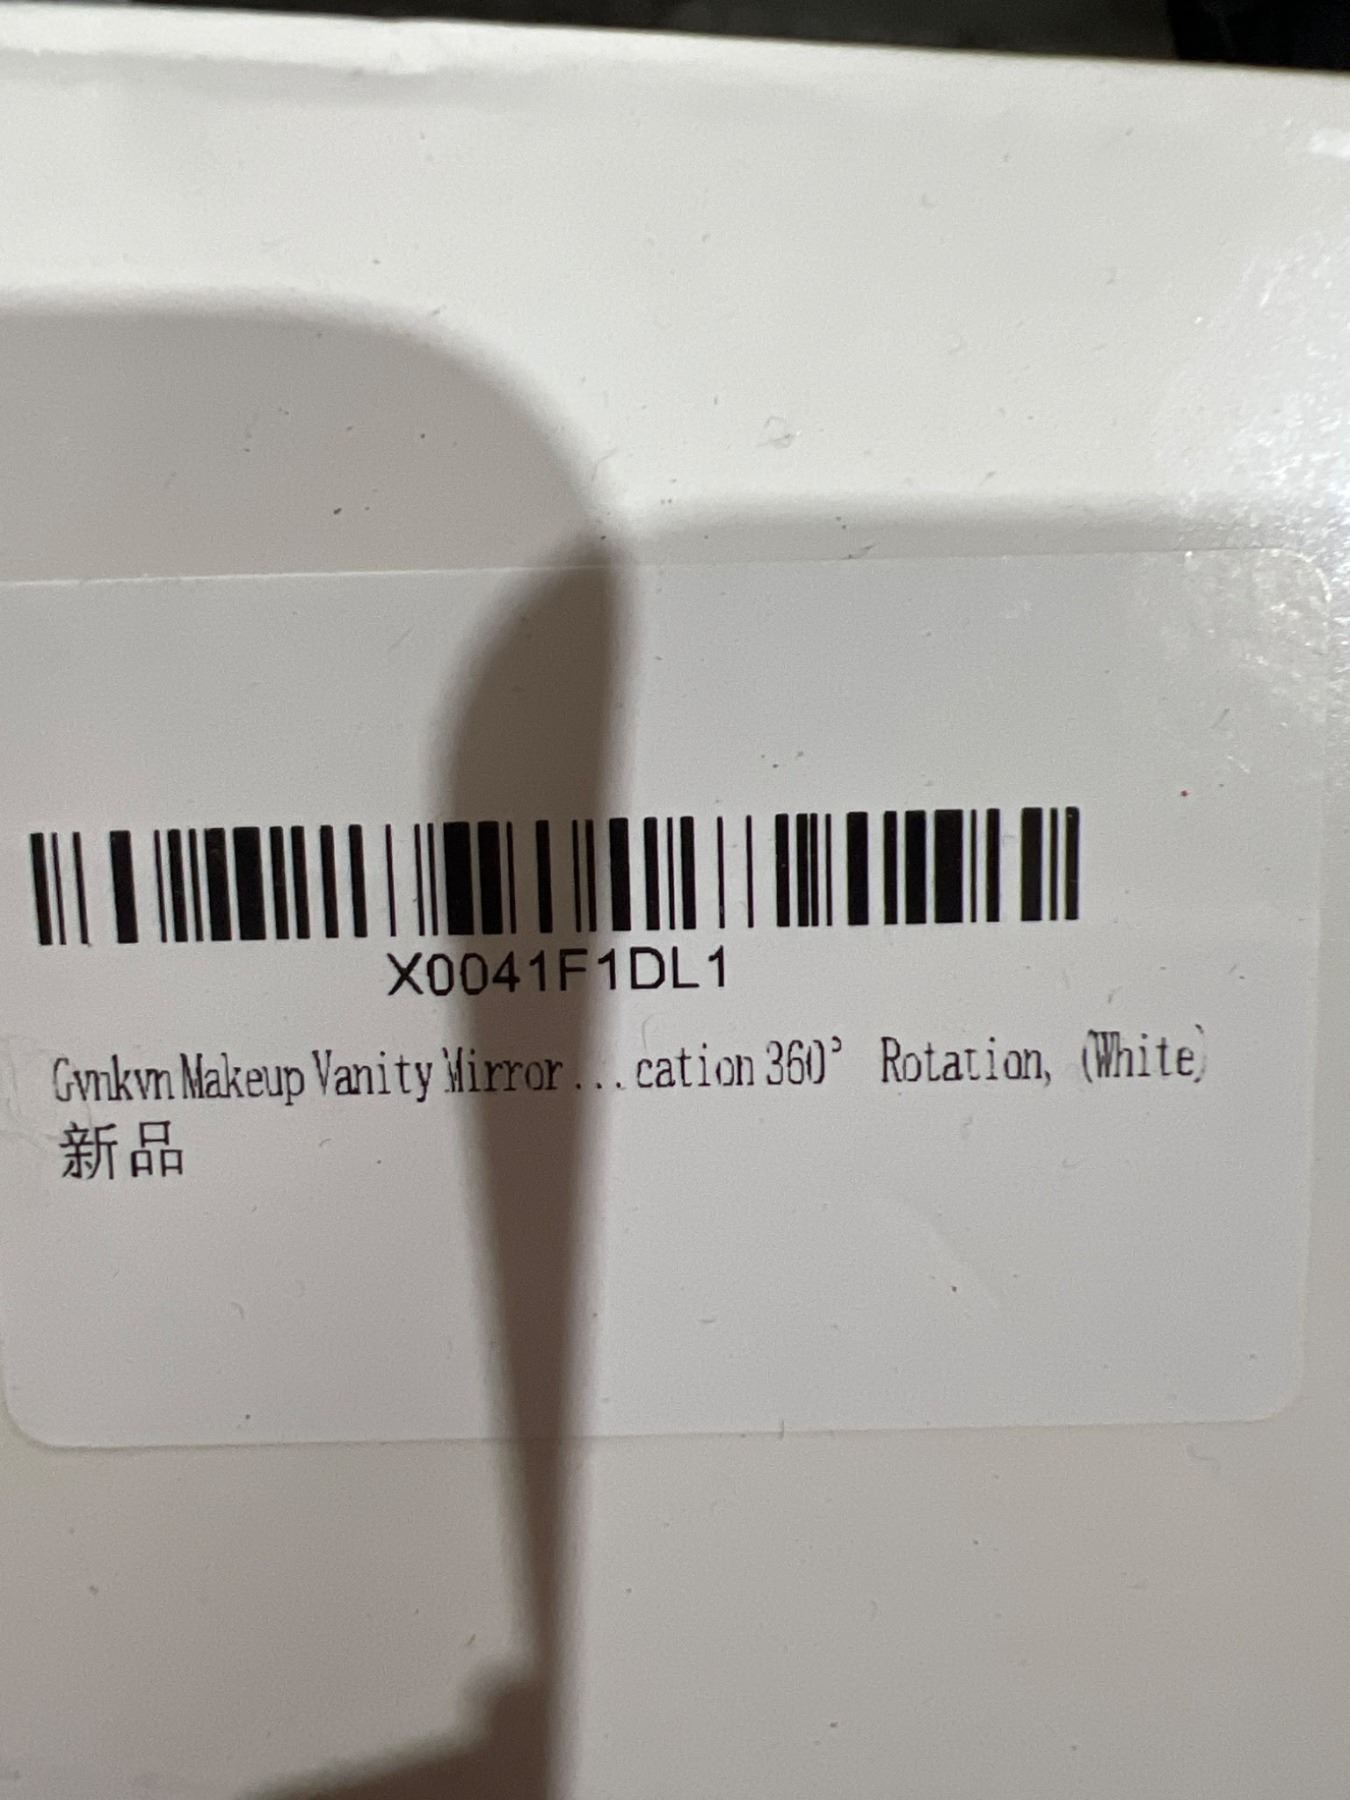 X0041F1DL1
Gvnkvn Makeup Vanity Mirror...cation 360° Rotation, (White)
新品